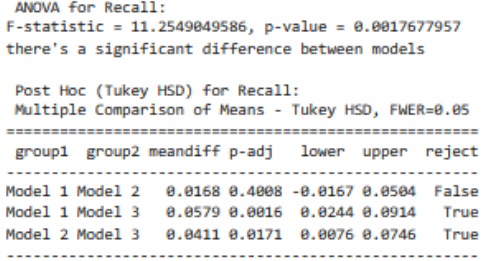 ANOVA for Recall:
F-statistic = 11.2549049586, p-value = 0.0017677957
there's a significant difference between models
Post Hoc (Tukey HSD) for Recall:
Multiple Comparison of Means - Tukey HSD, FWER=0.05
====================================================
group1 group2 meandiff p-adj lower upper reject
----------------------------------------------------
Model 1 Model 2 0.0168 0.4008 -0.0167 0.0504 False
Model 1 Model 3 0.0579 0.0016 0.0244 0.0914 True
Model 2 Model 3 0.0411 0.0171 0.0076 0.0746 True
----------------------------------------------------